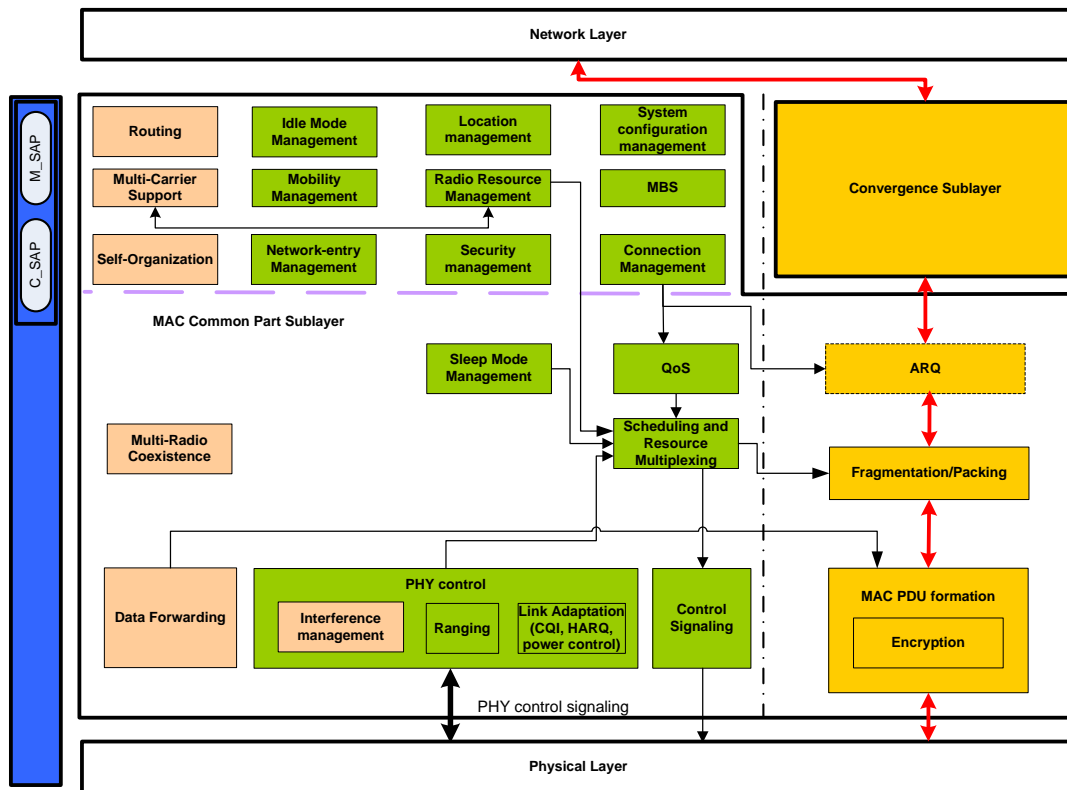 Network Layer
M_SAP
C_SAP
Routing
Idle Mode
Management
Location
management
System
configuration
management
Multi-Carrier
Support
Mobility
Management
Radio Resource
Management
MBS
Convergence Sublayer
Self-Organization
Network-entry
Management
Security
management
Connection
Management
MAC Common Part Sublayer
Sleep Mode
Management
QoS
ARQ
Multi-Radio
Coexistence
Scheduling and
Resource
Multiplexing
Fragmentation/Packing
Data Forwarding
PHY control
Interference
management
Ranging
Link Adaptation
(CQI, HARQ,
power control)
Control
Signaling
MAC PDU formation
Encryption
PHY control signaling
Physical Layer